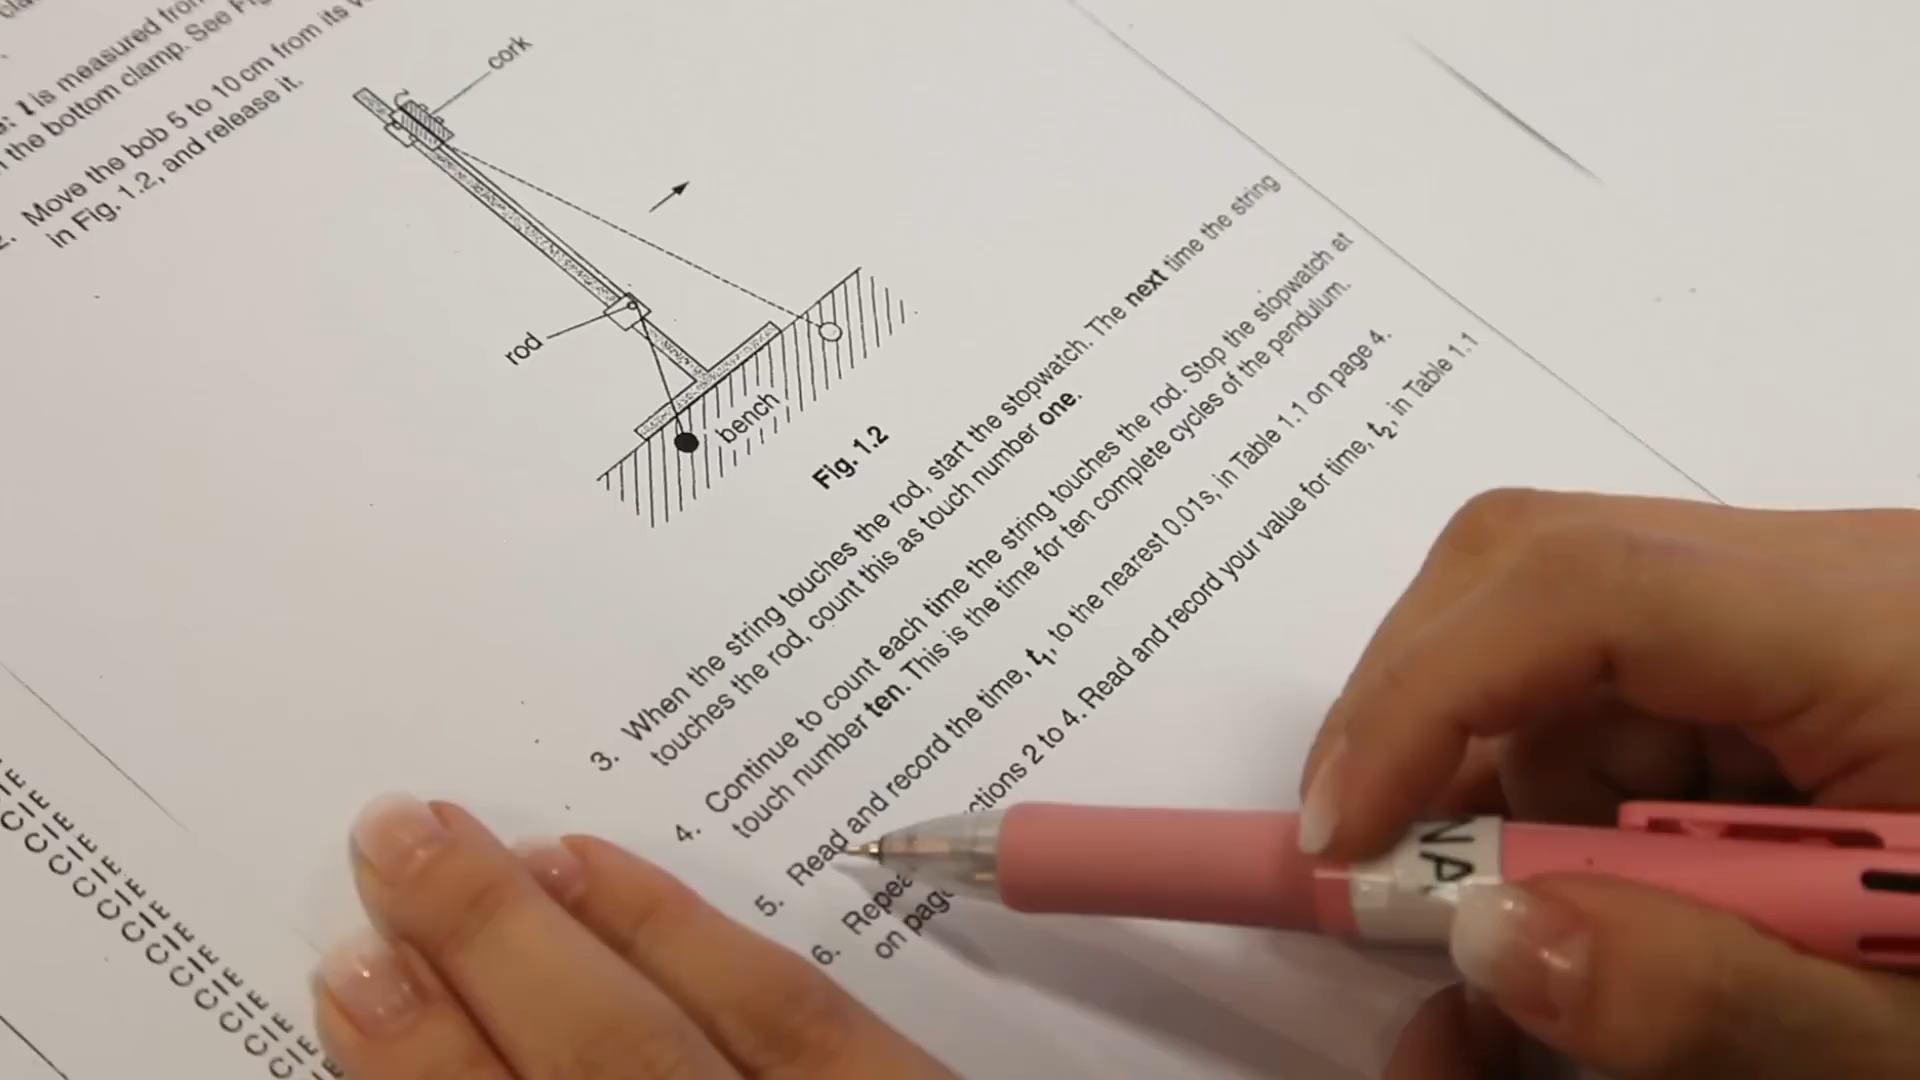 l is measured from
the bottom clamp. See Fig
2. Move the bob 5 to 10 cm from its
in Fig. 1.2, and release it.
cork
rod
bench
Fig. 1.2
3. When the string touches the rod, start the stopwatch. The next time the string
touches the rod, count this as touch number one.
4. Continue to count each time the string touches the rod. Stop the stopwatch at
touch number ten. This is the time for ten complete cycles of the pendulum.
5. Read and record the time, t1, to the nearest 0.01s, in Table 1.1 on page 4.
6. Repea ctions 2 to 4. Read and record your value for time, t2, in Table 1.1
on page
CIE
CIE
CIE
CIE
CIE
CIE
CIE
CIE
CIE
CIE
CIE
NA